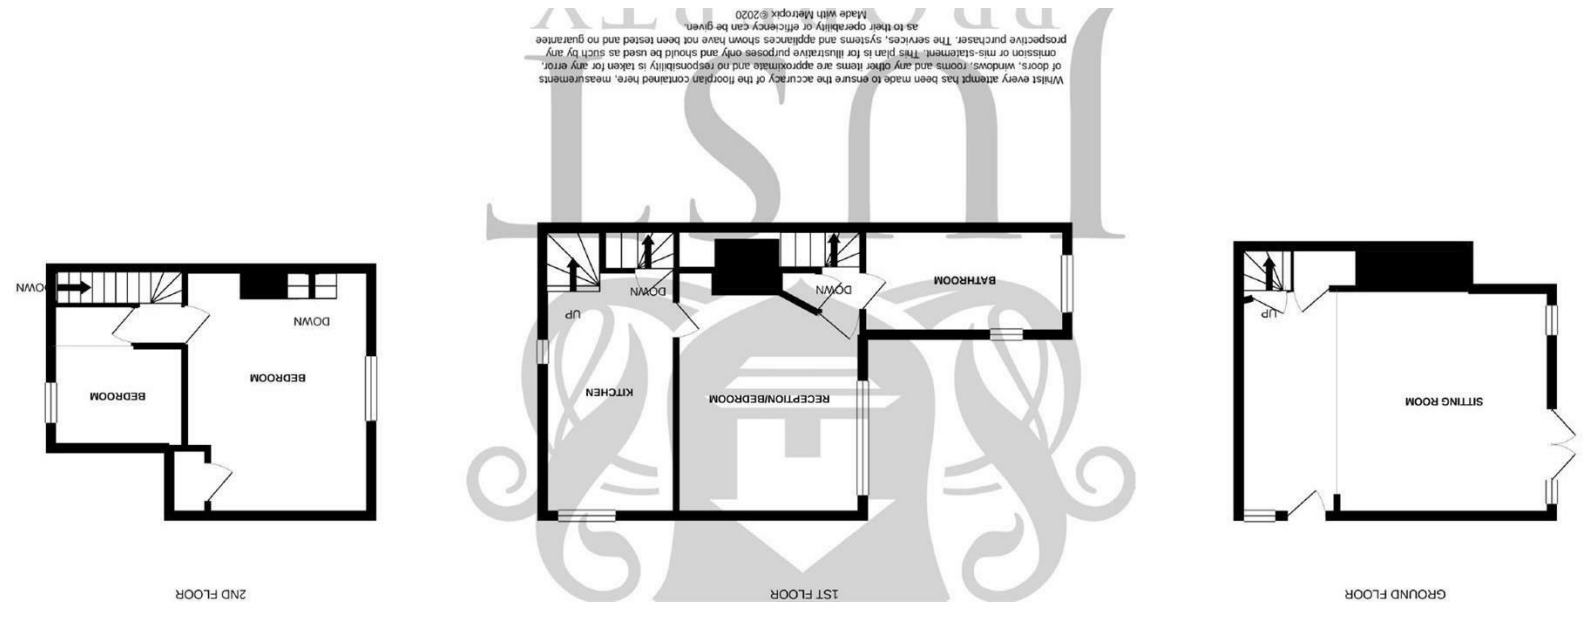 GROUND FLOOR
SITTING ROOM
UP
1ST FLOOR
RECEPTION/BEDROOM
KITCHEN
UP
DOWN
DOWN
BATHROOM
2ND FLOOR
BEDROOM
BEDROOM
DOWN
DOWN
JUST
PROPERTY
Whilst every attempt has been made to ensure the accuracy of the floorplan contained here, measurements
of doors, windows, rooms and any other items are approximate and no responsibility is taken for any error,
omission or mis-statement. This plan is for illustrative purposes only and should be used as such by any
prospective purchaser. The services, systems and appliances shown have not been tested and no guarantee
as to their operability or efficiency can be given.
Made with Metropix ©2020